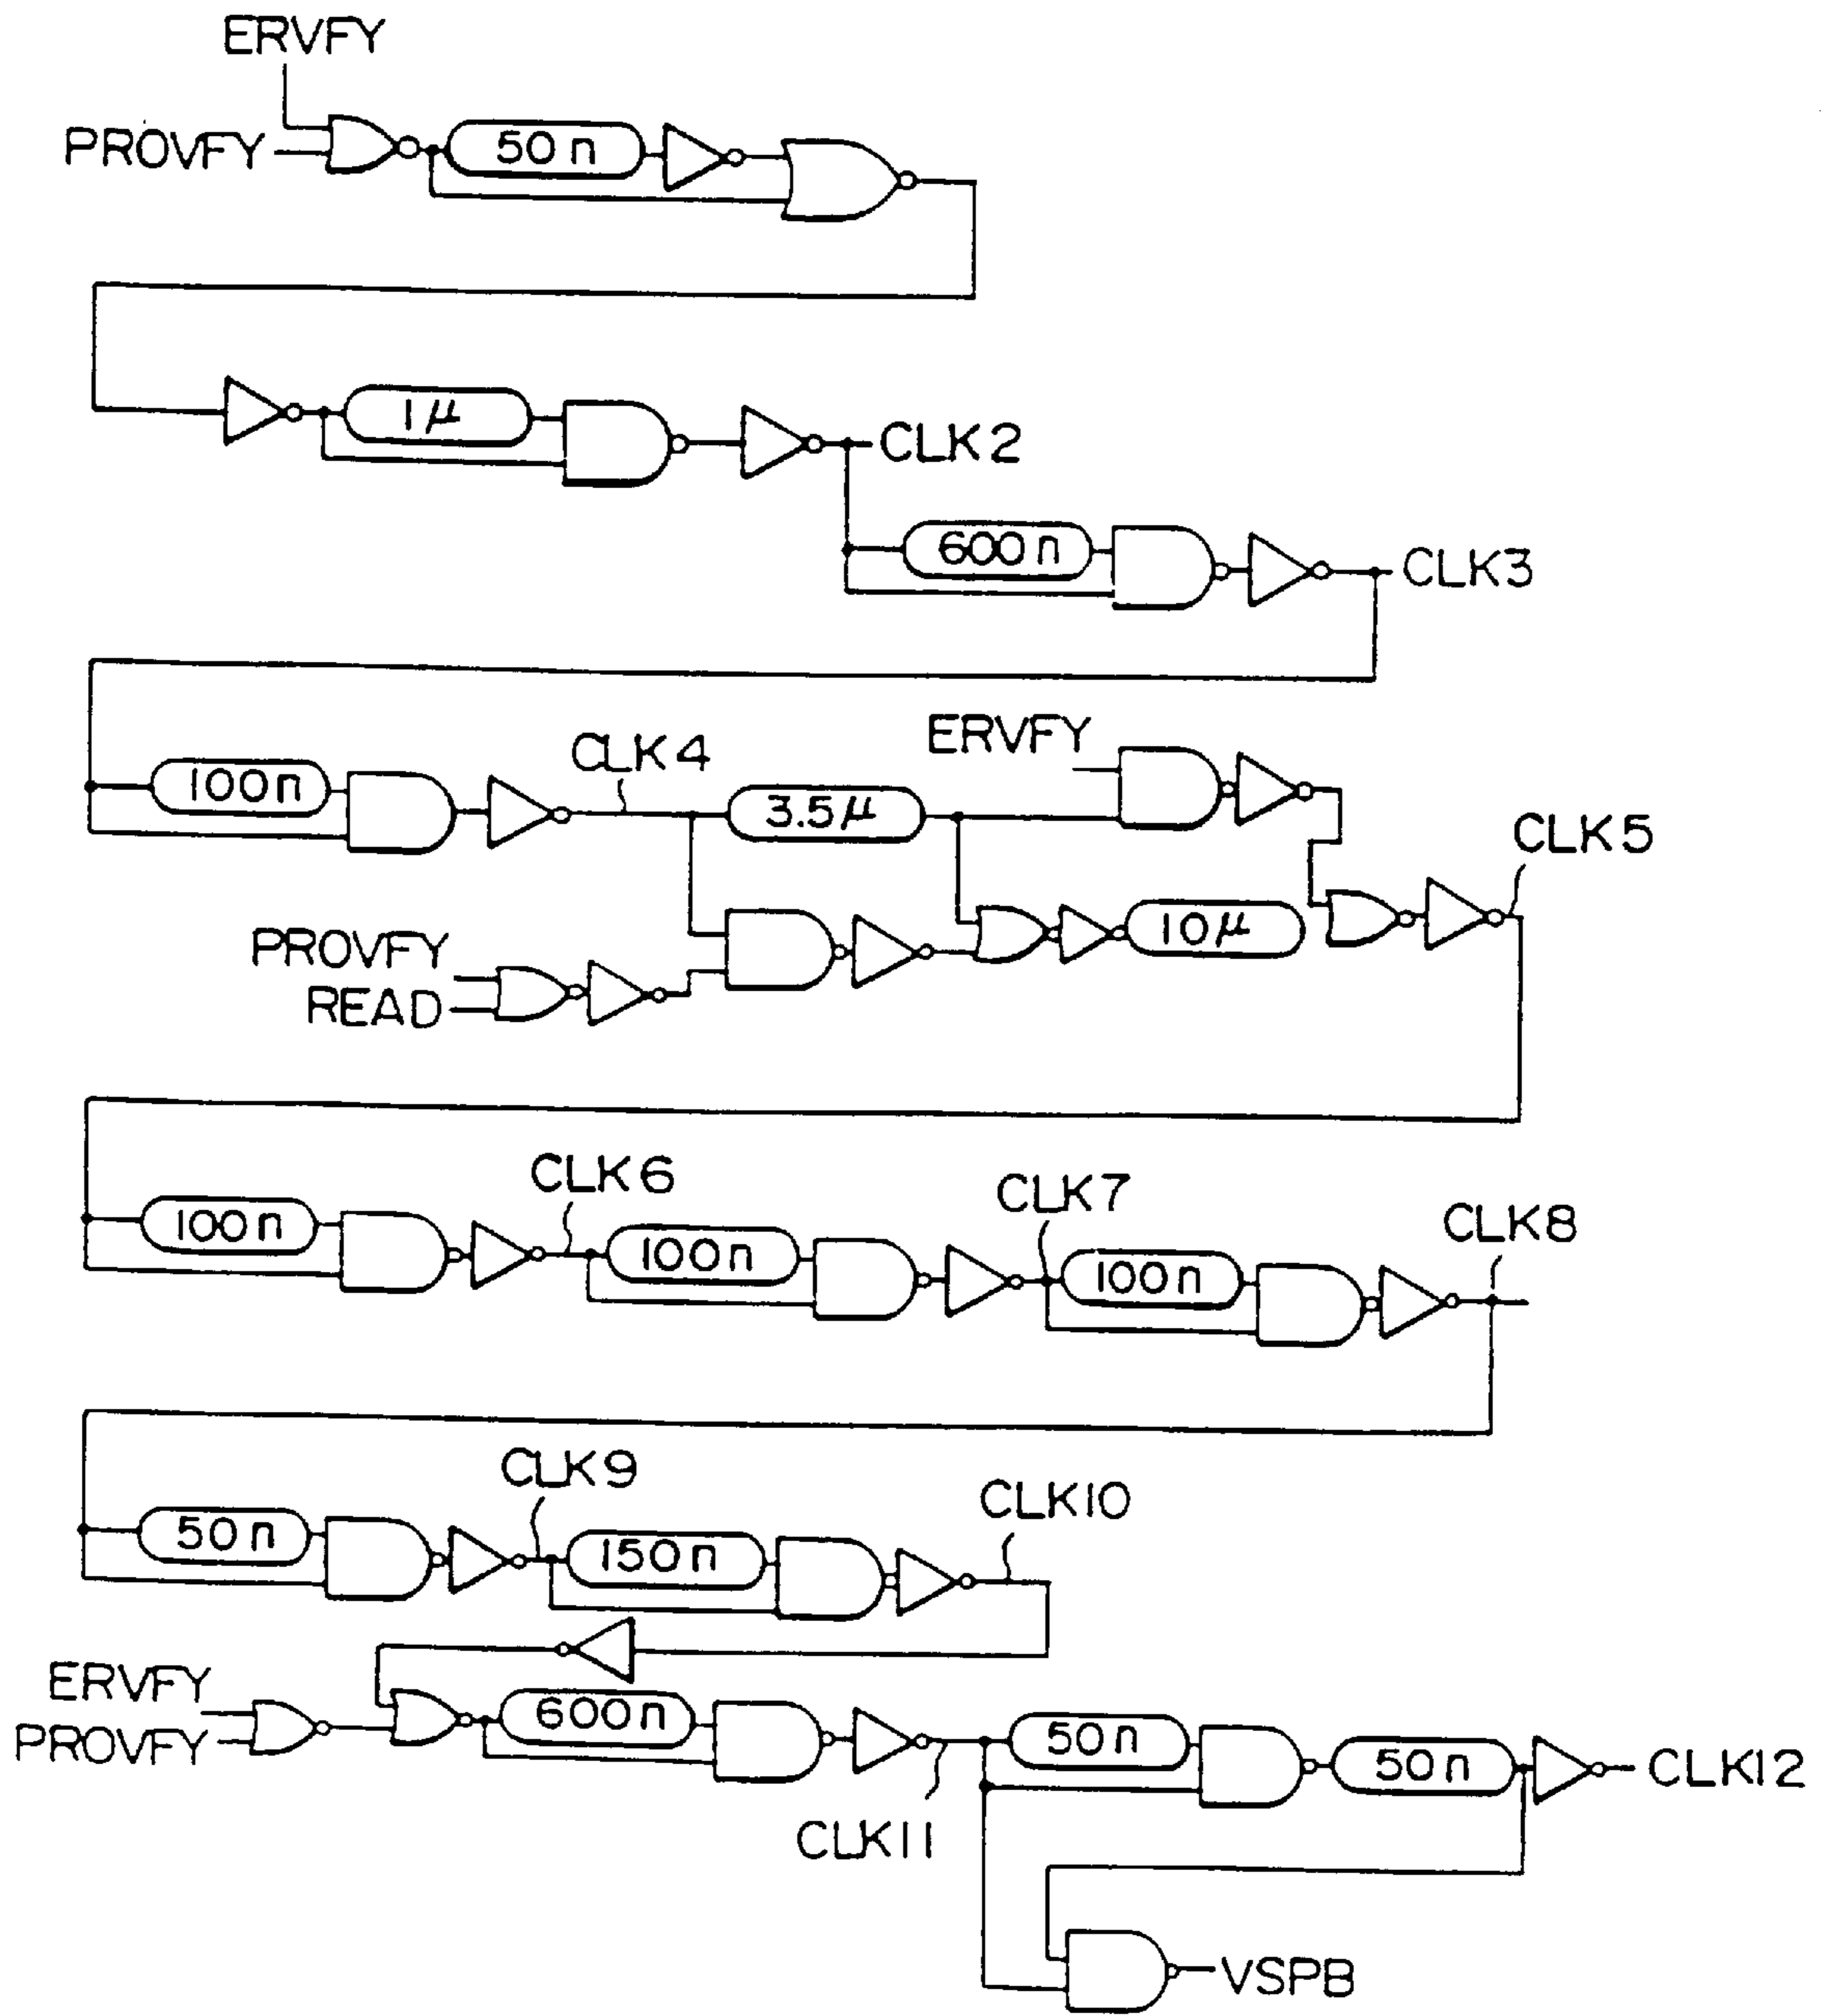 ERVFY
PROVFY
50n
1μ
CLK2
600n
CLK3
100n
CLK4
3.5μ
ERVFY
CLK5
PROVFY
READ
10μ
100n
CLK6
100n
CLK7
100n
CLK8
50n
CLK9
150n
CLK10
ERVFY
PROVFY
600n
CLK11
50n
50n
CLK12
VSPB